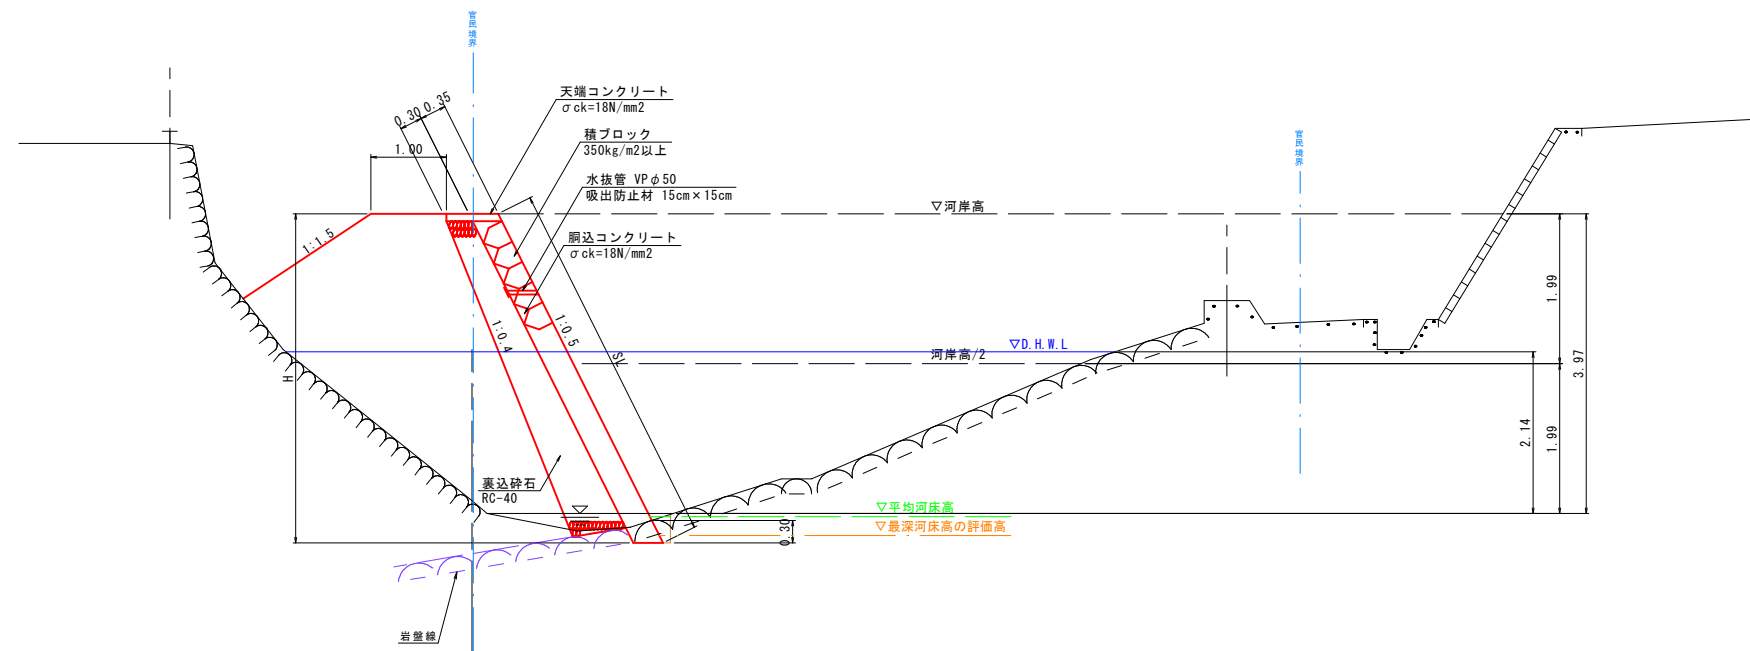 官民境界
0.30
0.35
天端コンクリート
σck=18N/mm2
積ブロック
350kg/m2以上
水抜管 VPφ50
吸出防止材 15cm×15cm
胴込コンクリート
σck=18N/mm2
1.00
1:1.5
H
1:0.4
1:0.5
SL
裏込砕石
RC-40
岩盤線
官民境界
▽河岸高
▽D.H.W.L
河岸高/2
▽平均河床高
▽最深河床高の評価高
0.30
1.99
3.97
2.14
1.99